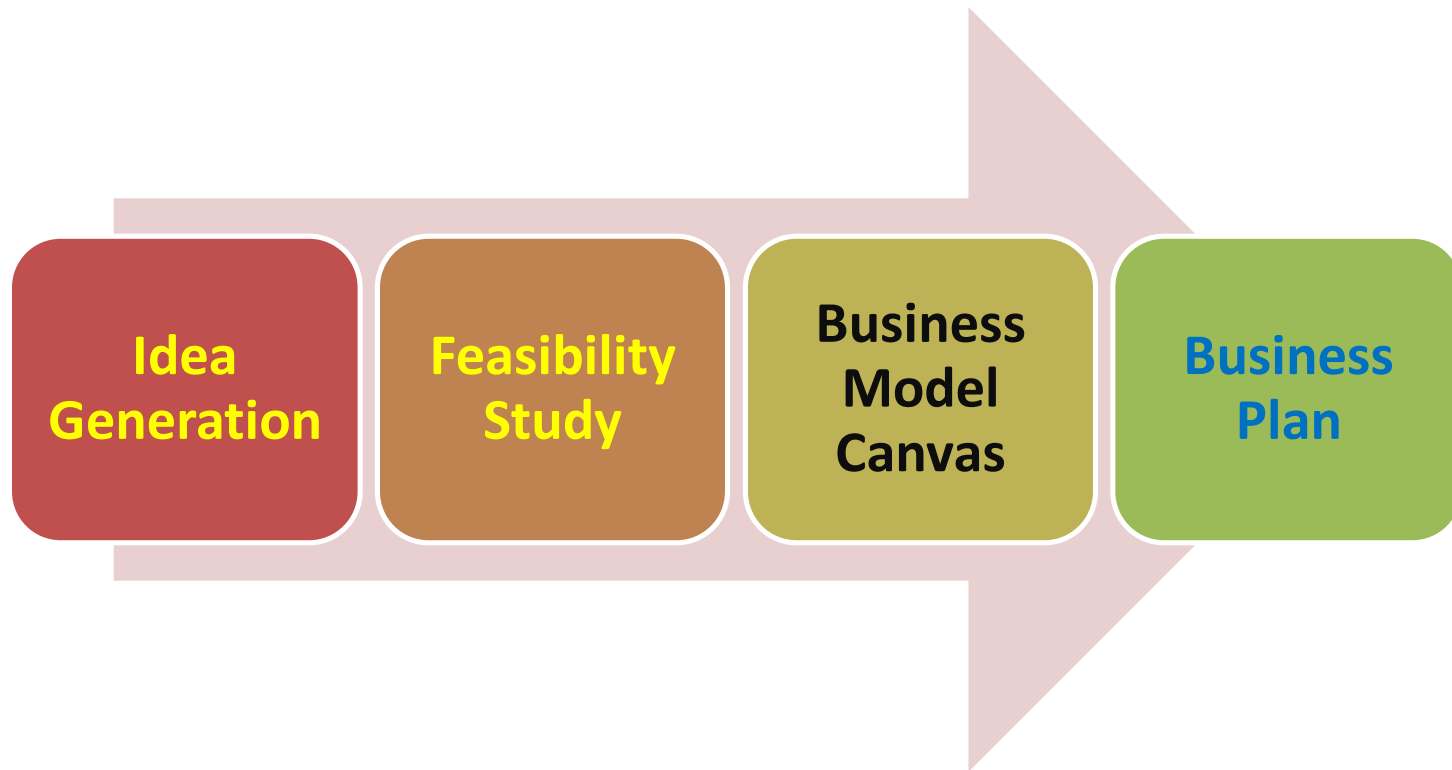 Idea
Generation
Feasibility
Study
Business
Model
Canvas
Business
Plan